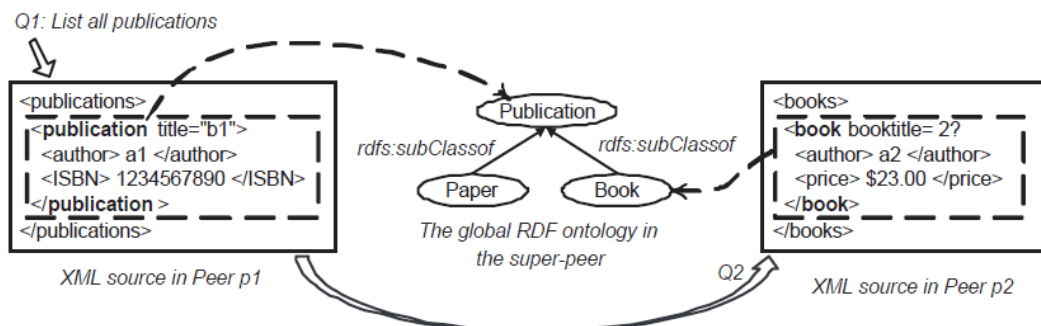 Q1: List all publications
<publications>
<publication title="b1">
<author> a1 </author>
<ISBN> 1234567890 </ISBN>
</publication >
</publications>
XML source in Peer p1
Publication
rdfs:subClassof
rdfs:subClassof
Paper
Book
The global RDF ontology in
the super-peer
Q2
<books>
<book booktitle= 2?
<author> a2 </author>
<price> $23.00 </price>
</book>
</books>
XML source in Peer p2